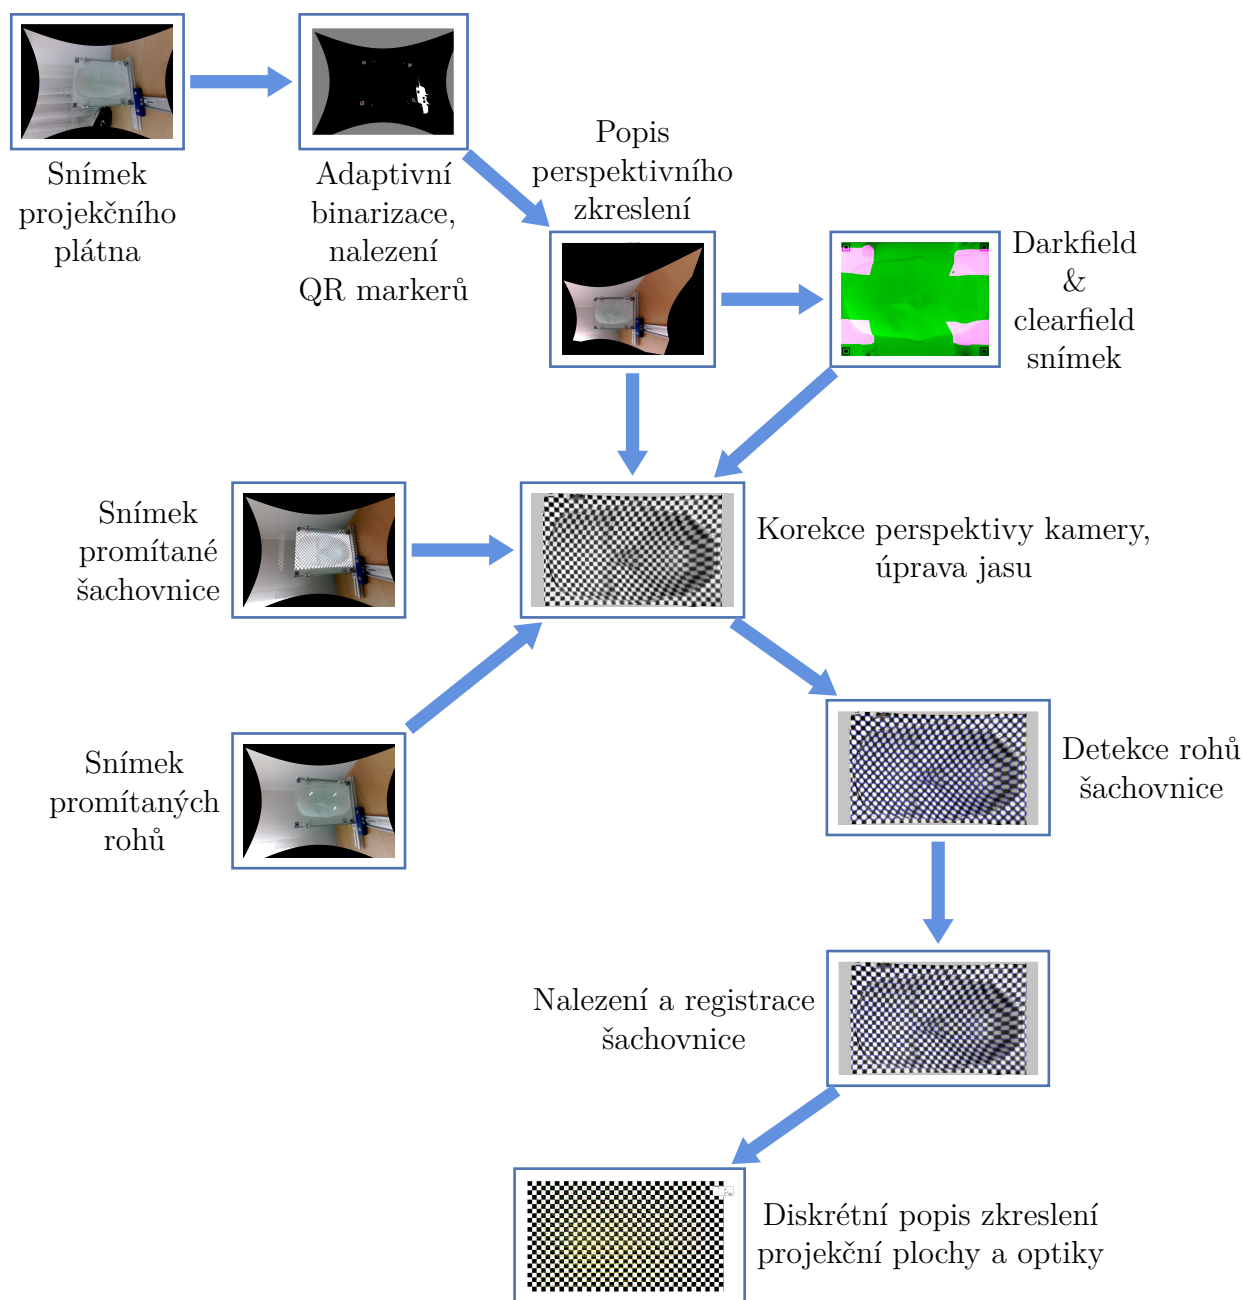 Snímek
projekčního
plátna
Adaptivní
binarizace,
nalezení
QR markerů
Popis
perspektivního
zkreslení
Darkfield
&
clearfield
snímek
Snímek
promítané
šachovnice
Korekce perspektivy kamery,
úprava jasu
Snímek
promítaných
rohů
Detekce rohů
šachovnice
Nalezení a registrace
šachovnice
Diskrétní popis zkreslení
projekční plochy a optiky